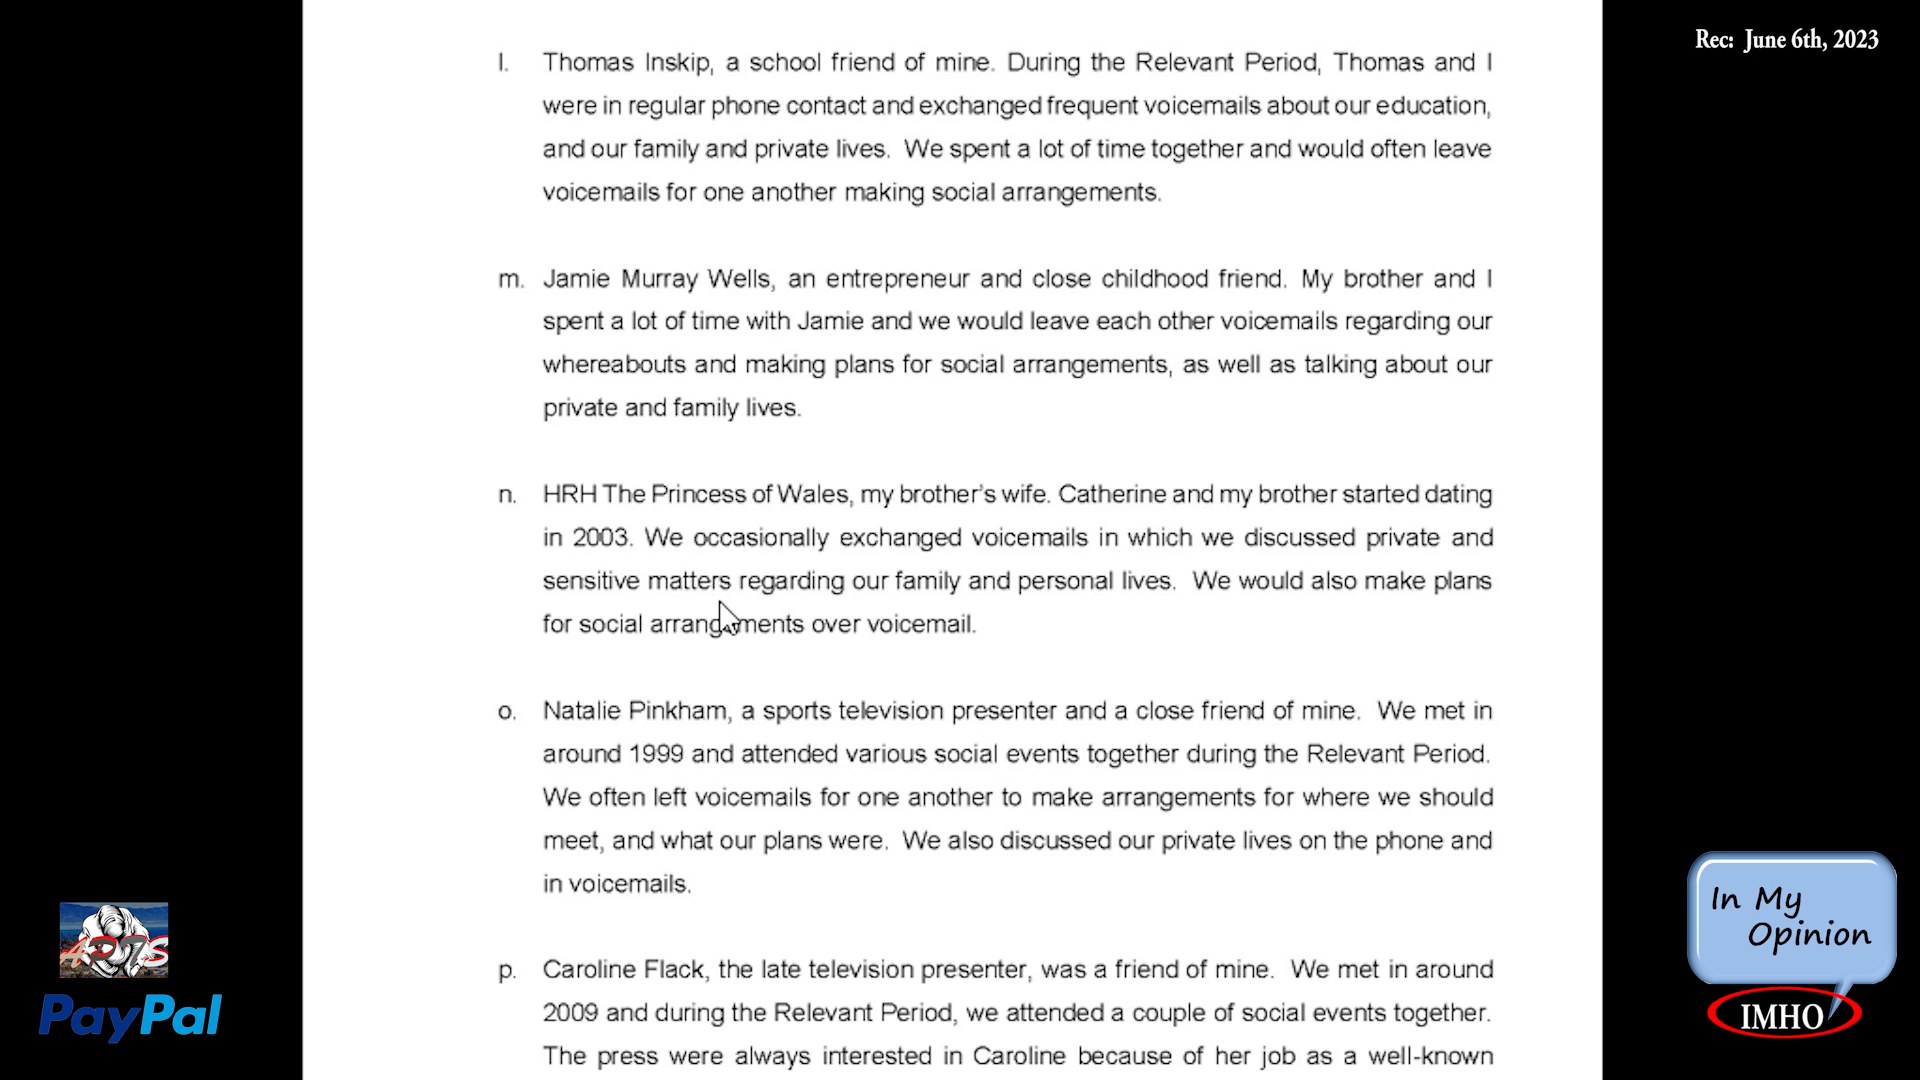 Rec: June 6th, 2023
l. Thomas Inskip, a school friend of mine. During the Relevant Period, Thomas and I
were in regular phone contact and exchanged frequent voicemails about our education,
and our family and private lives. We spent a lot of time together and would often leave
voicemails for one another making social arrangements.
m. Jamie Murray Wells, an entrepreneur and close childhood friend. My brother and I
spent a lot of time with Jamie and we would leave each other voicemails regarding our
whereabouts and making plans for social arrangements, as well as talking about our
private and family lives.
n. HRH The Princess of Wales, my brother's wife. Catherine and my brother started dating
in 2003. We occasionally exchanged voicemails in which we discussed private and
sensitive matters regarding our family and personal lives. We would also make plans
for social arrangements over voicemail.
o. Natalie Pinkham, a sports television presenter and a close friend of mine. We met in
around 1999 and attended various social events together during the Relevant Period.
We often left voicemails for one another to make arrangements for where we should
meet, and what our plans were. We also discussed our private lives on the phone and
in voicemails.
p. Caroline Flack, the late television presenter, was a friend of mine. We met in around
2009 and during the Relevant Period, we attended a couple of social events together.
The press were always interested in Caroline because of her job as a well-known
PayPal
In My
Opinion
IMHO